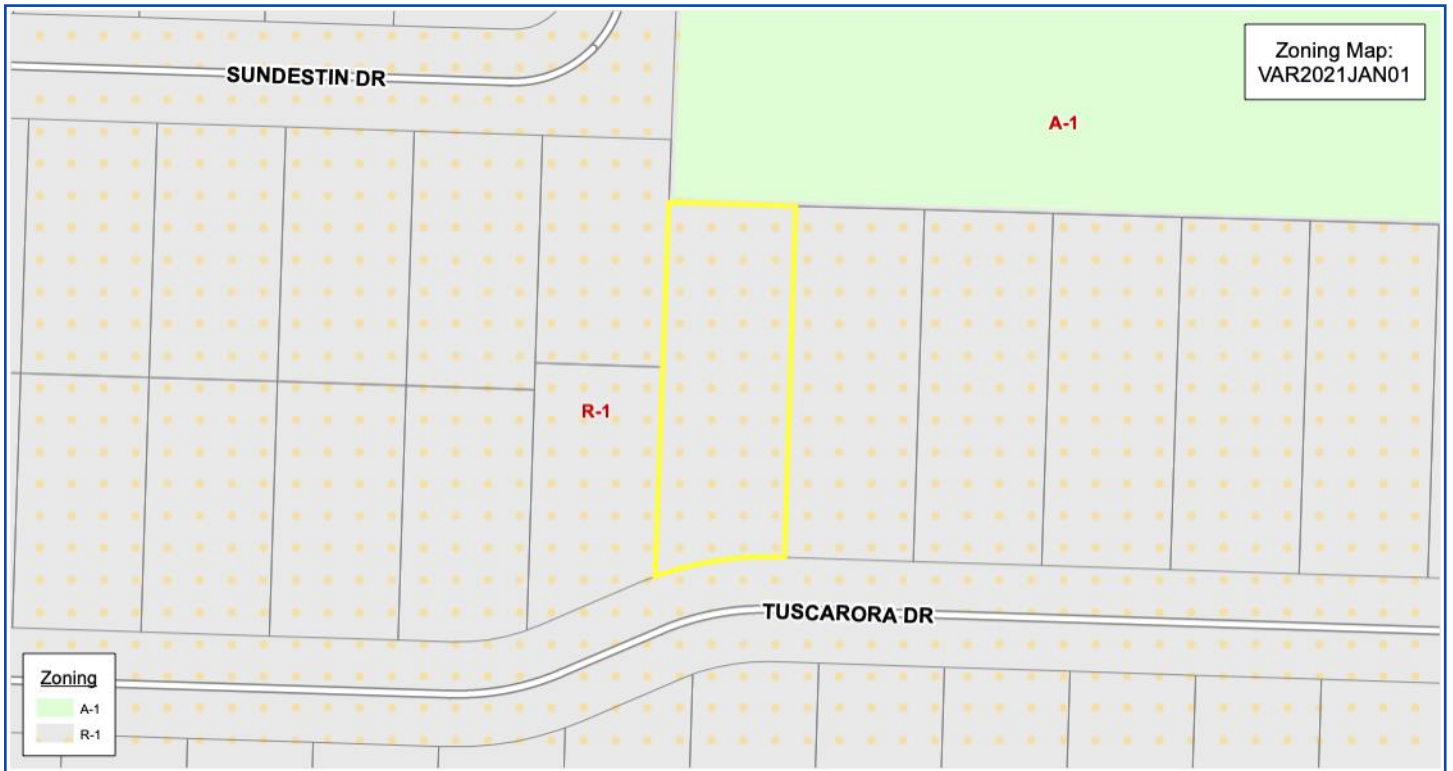 Zoning Map:
VAR2021JAN01
SUNDESTIN DR
A-1
R-1
TUSCARORA DR
Zoning
A-1
R-1